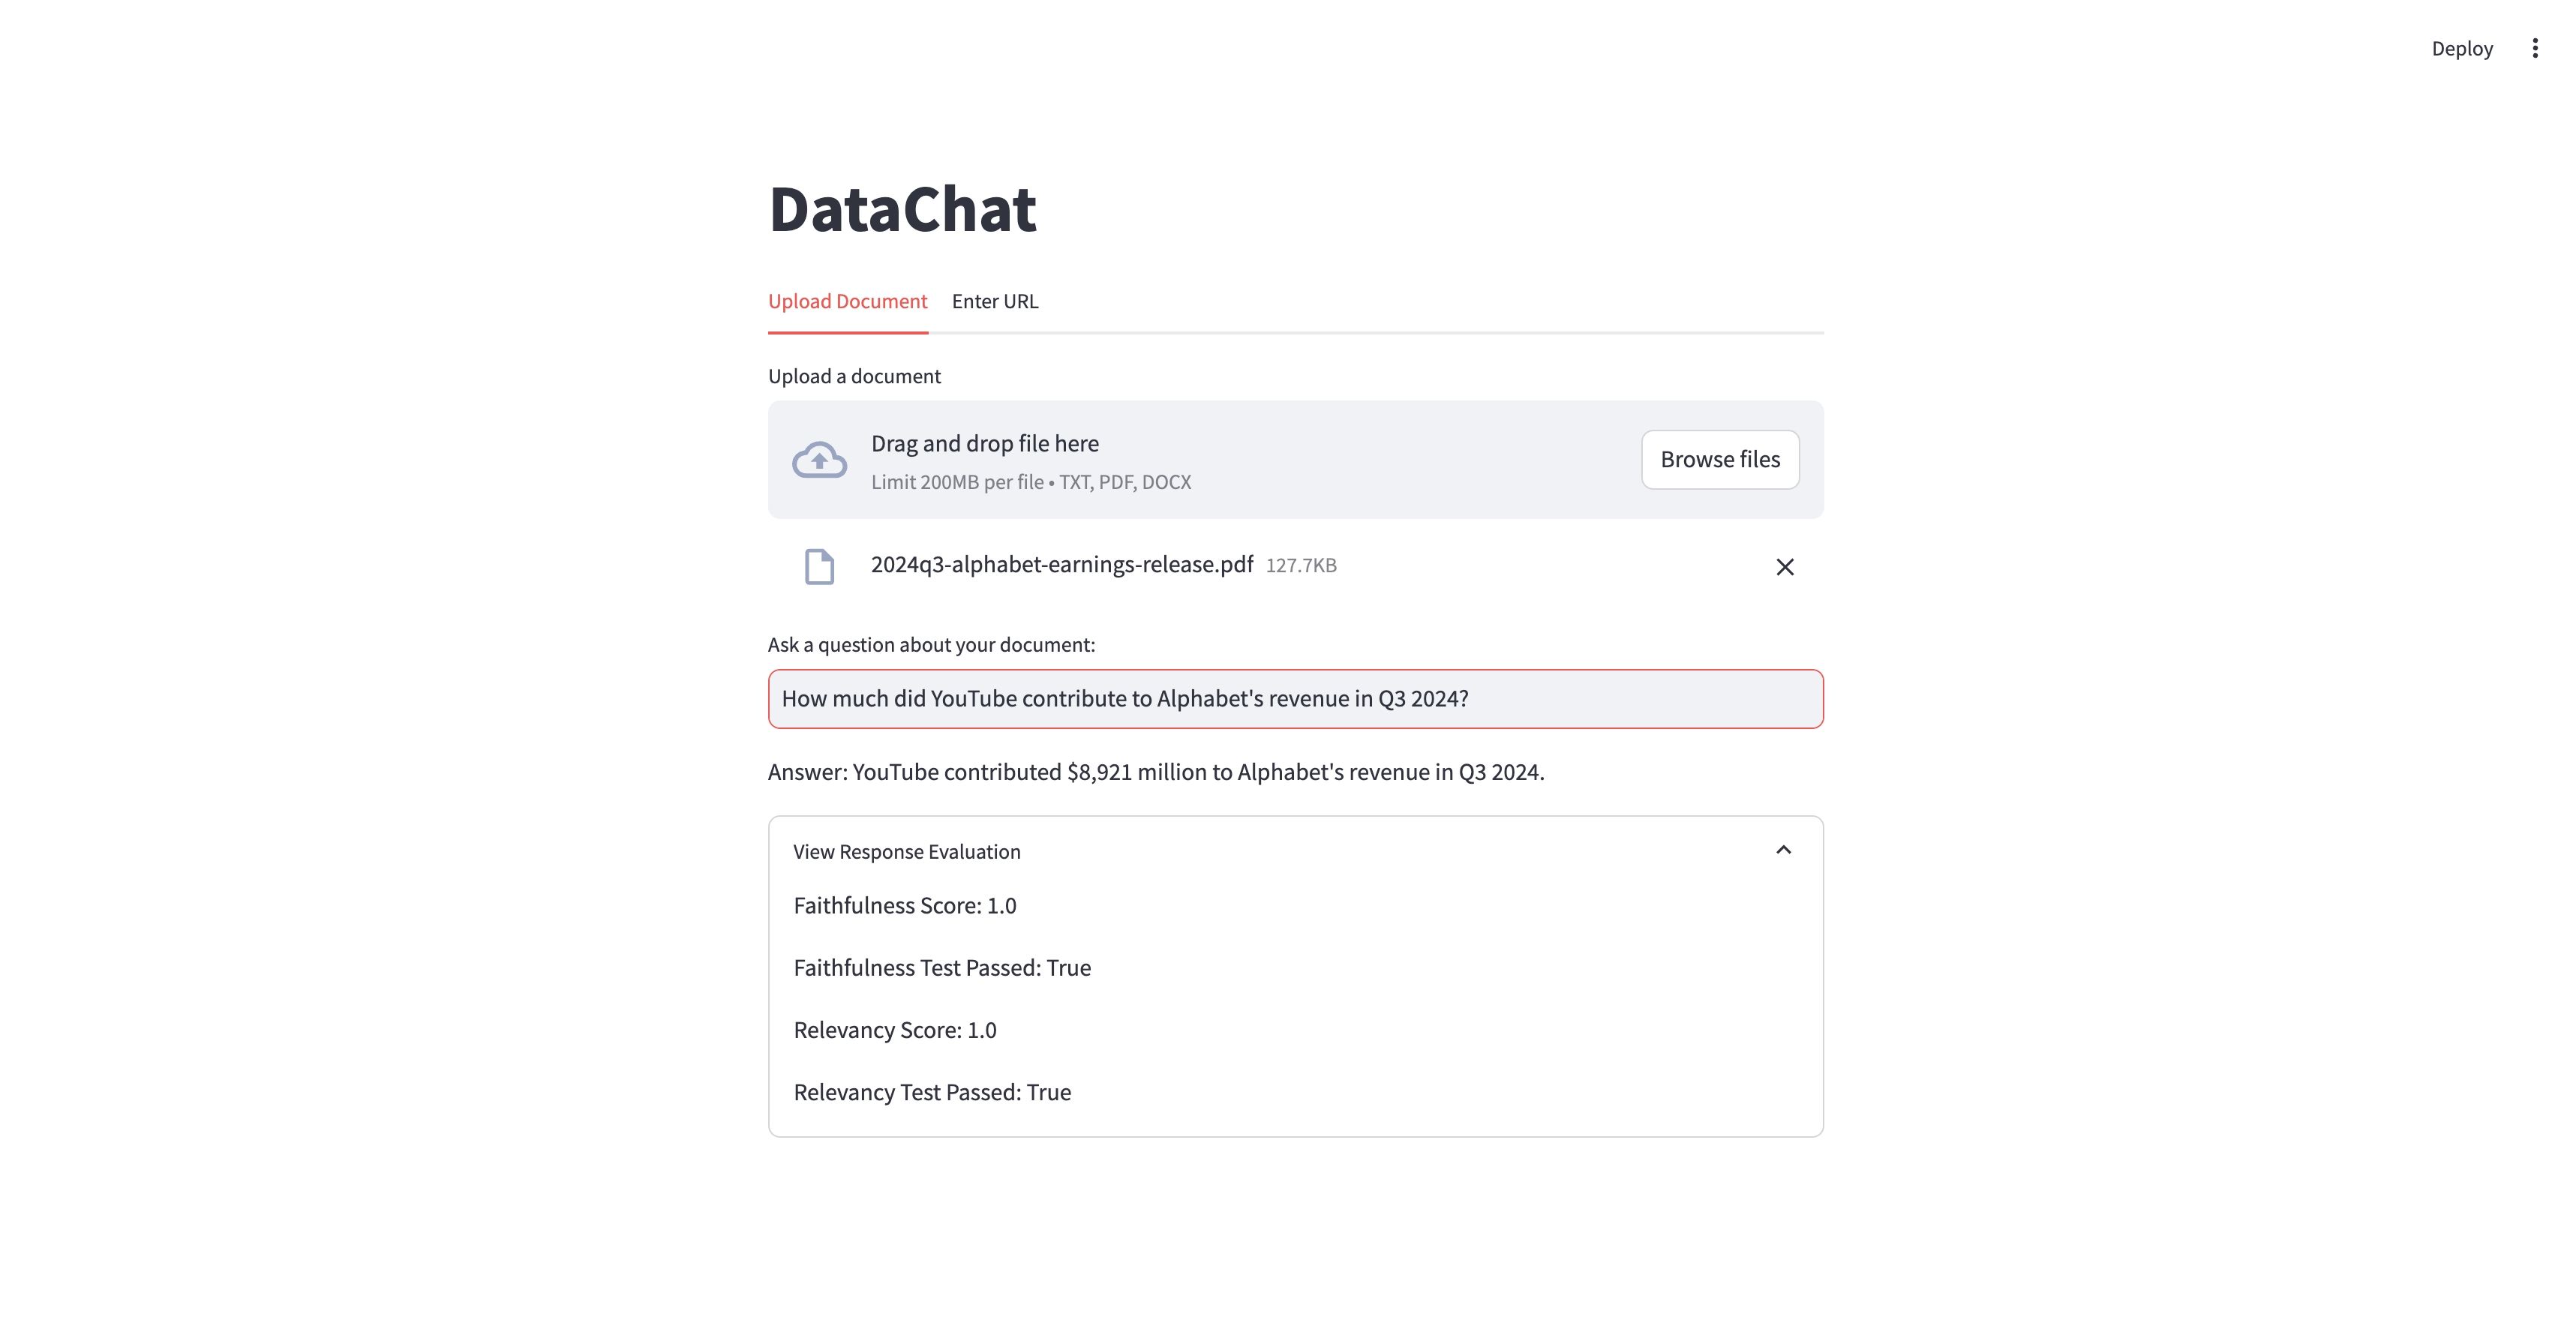 Deploy
DataChat
Upload Document Enter URL
Upload a document
Drag and drop file here
Limit 200MB per file • TXT, PDF, DOCX
Browse files
2024q3-alphabet-earnings-release.pdf 127.7KB
Ask a question about your document:
How much did YouTube contribute to Alphabet's revenue in Q3 2024?
Answer: YouTube contributed $8,921 million to Alphabet's revenue in Q3 2024.
View Response Evaluation
Faithfulness Score: 1.0
Faithfulness Test Passed: True
Relevancy Score: 1.0
Relevancy Test Passed: True